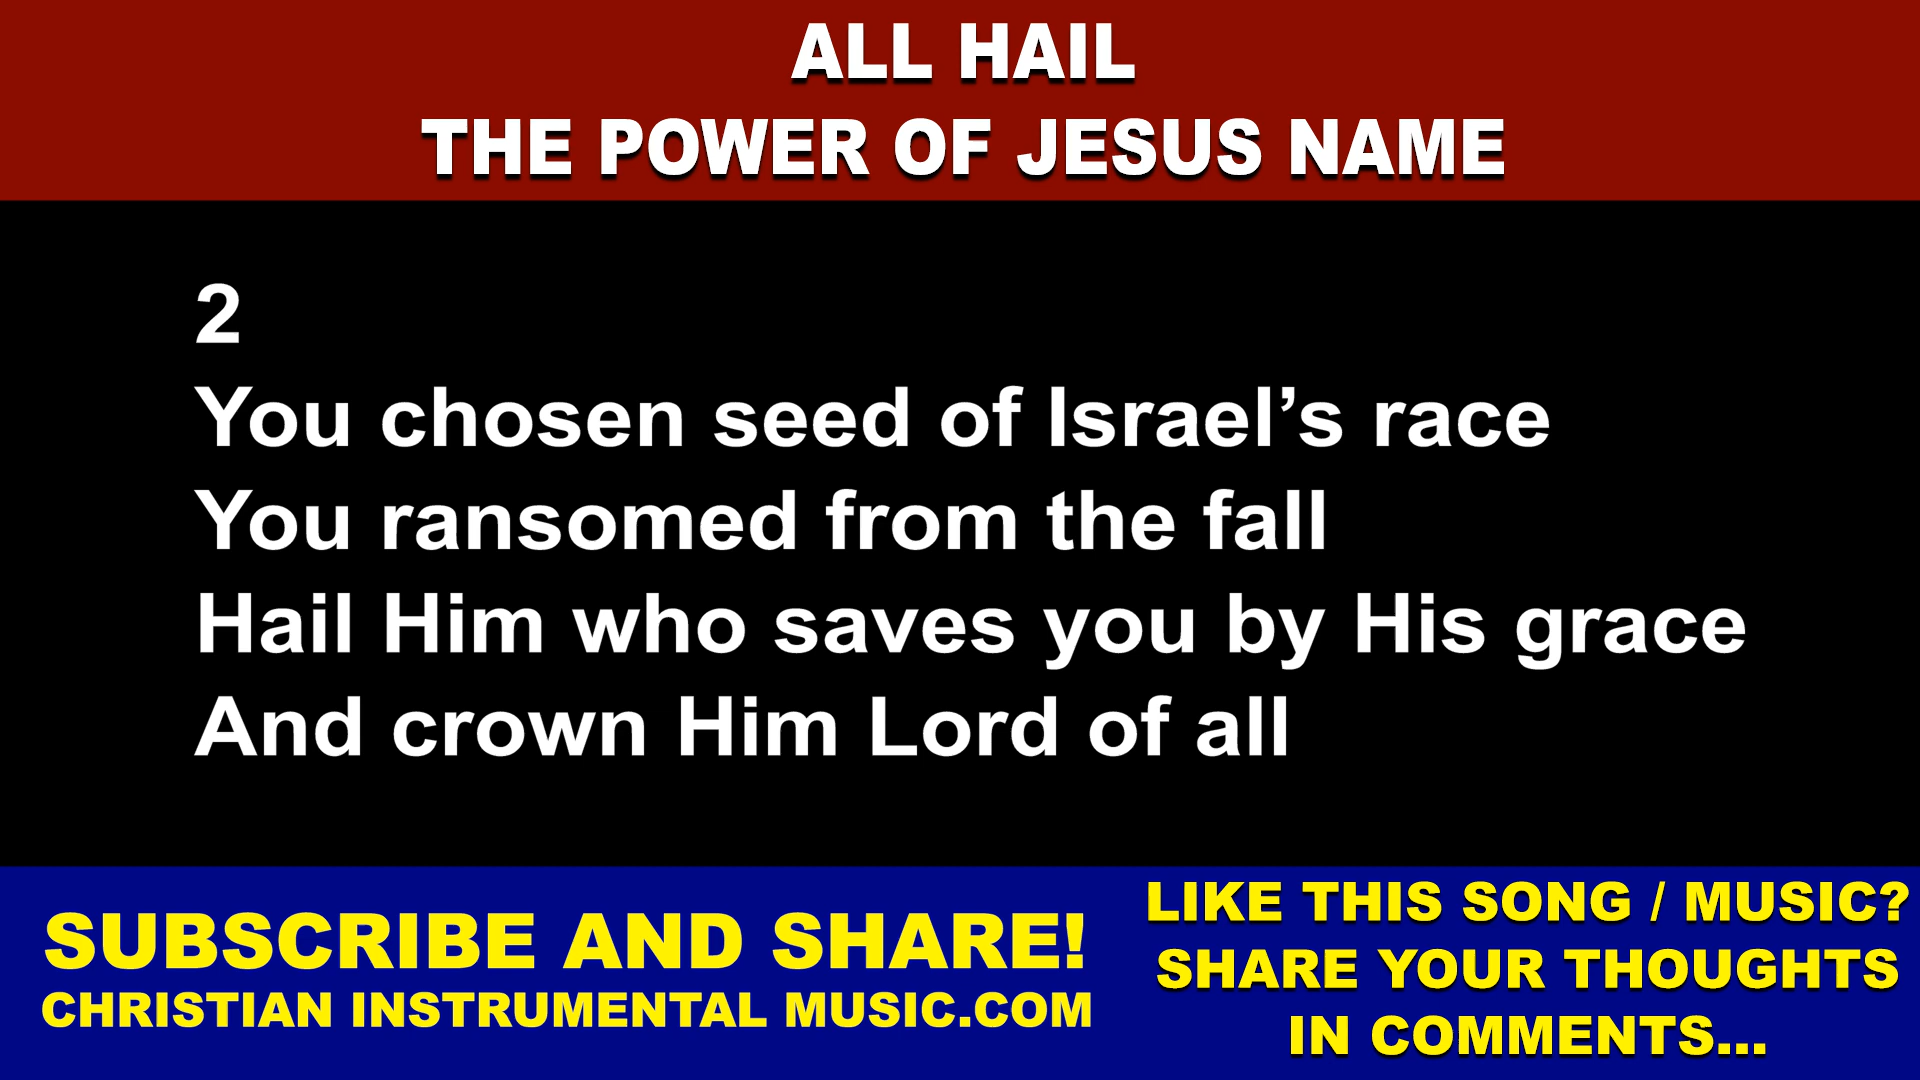 ALL HAIL
THE POWER OF JESUS NAME
2
You chosen seed of Israel’s race
You ransomed from the fall
Hail Him who saves you by His grace
And crown Him Lord of all
SUBSCRIBE AND SHARE!
CHRISTIAN INSTRUMENTAL MUSIC.COM
LIKE THIS SONG / MUSIC?
SHARE YOUR THOUGHTS
IN COMMENTS...